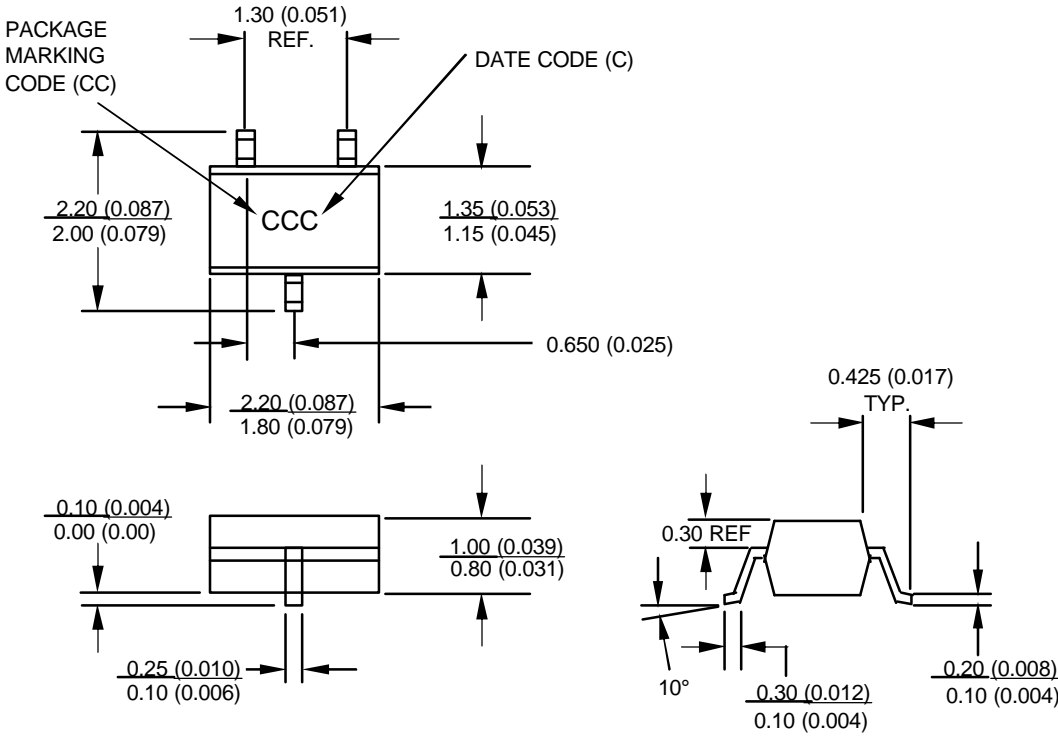 PACKAGE
MARKING
CODE (CC)
1.30 (0.051)
REF.
DATE CODE (C)
CCC
2.20 (0.087)
2.00 (0.079)
1.35 (0.053)
1.15 (0.045)
0.650 (0.025)
2.20 (0.087)
1.80 (0.079)
0.425 (0.017)
TYP.
0.10 (0.004)
0.00 (0.00)
1.00 (0.039)
0.80 (0.031)
0.30 REF
0.25 (0.010)
0.10 (0.006)
10°
0.30 (0.012)
0.10 (0.004)
0.20 (0.008)
0.10 (0.004)